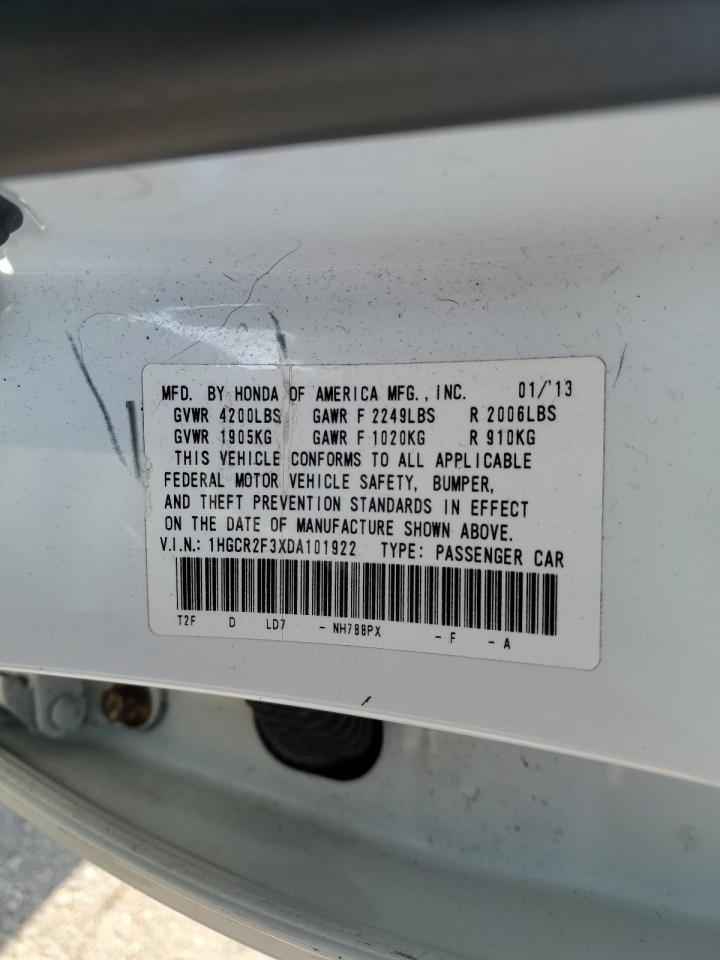 MFD. BY HONDA OF AMERICA MFG., INC. 01/'13
GVWR 4200LBS GAWR F 2249LBS R 2006LBS
GVWR 1905KG GAWR F 1020KG R 910KG
THIS VEHICLE CONFORMS TO ALL APPLICABLE
FEDERAL MOTOR VEHICLE SAFETY, BUMPER,
AND THEFT PREVENTION STANDARDS IN EFFECT
ON THE DATE OF MANUFACTURE SHOWN ABOVE.
V.I.N.: 1HGCR2F3XDA101922 TYPE: PASSENGER CAR
T2F D LD7 - NH788PX - F - A